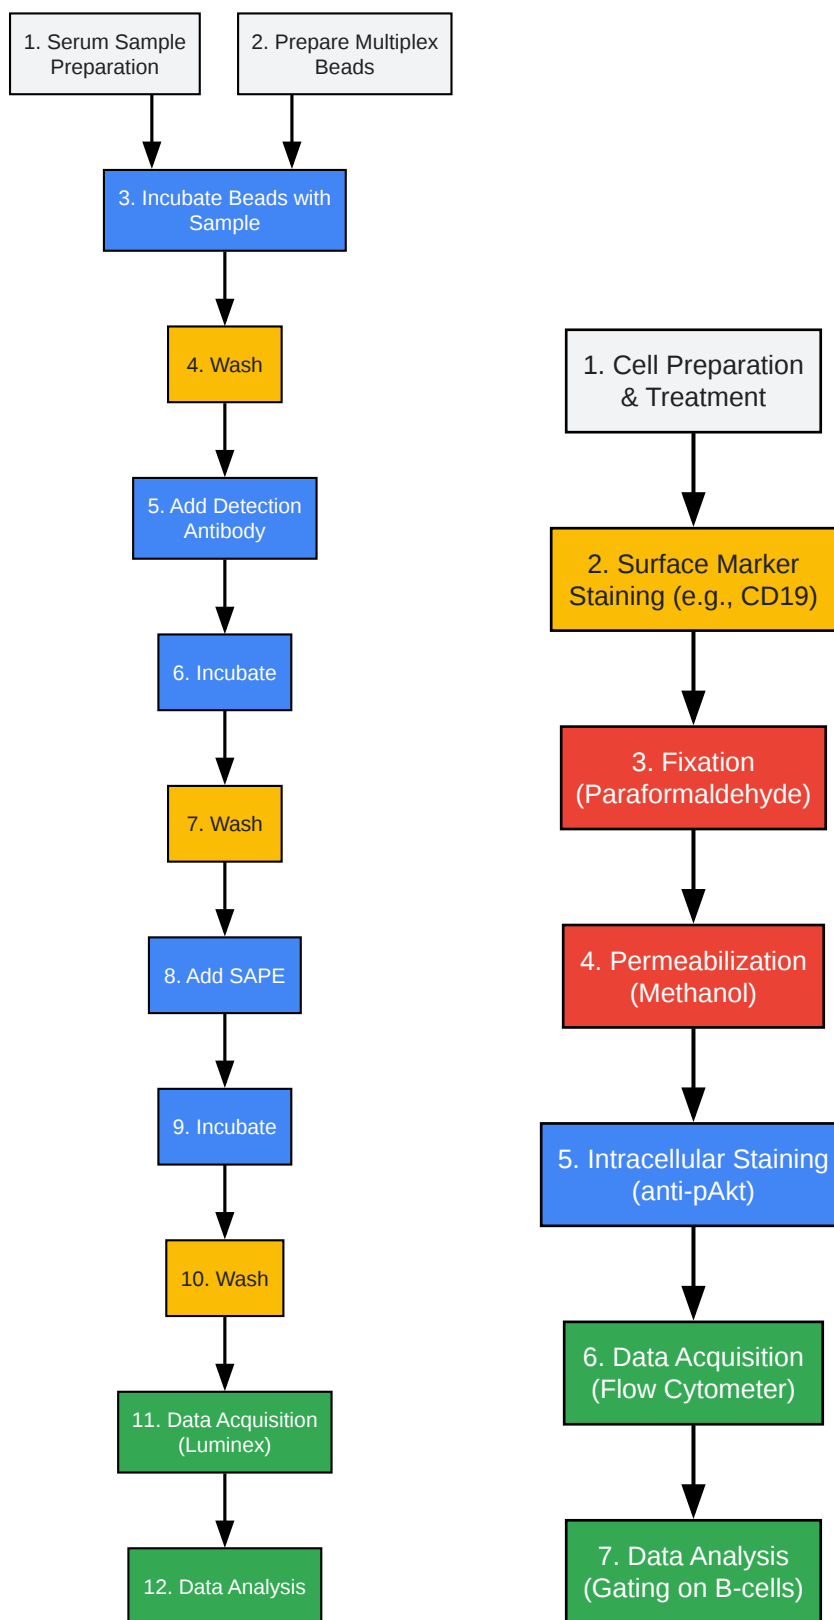 1. Serum Sample
Preparation
2. Prepare Multiplex
Beads
3. Incubate Beads with
Sample
4. Wash
5. Add Detection
Antibody
6. Incubate
7. Wash
8. Add SAPE
9. Incubate
10. Wash
11. Data Acquisition
(Luminex)
12. Data Analysis
1. Cell Preparation
& Treatment
2. Surface Marker
Staining (e.g., CD19)
3. Fixation
(Paraformaldehyde)
4. Permeabilization
(Methanol)
5. Intracellular Staining
(anti-pAkt)
6. Data Acquisition
(Flow Cytometer)
7. Data Analysis
(Gating on B-cells)